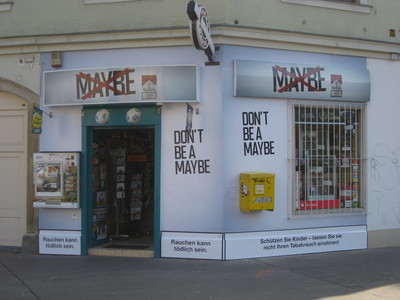 MAYBE
MAYBE
DON'T
BE A
MAYBE
DON'T
BE A
MAYBE
Rauchen kann
tödlich sein.
Rauchen kann
tödlich sein.
Schützen Sie Kinder – lassen Sie sie
nicht Ihren Tabakrauch einatmen!